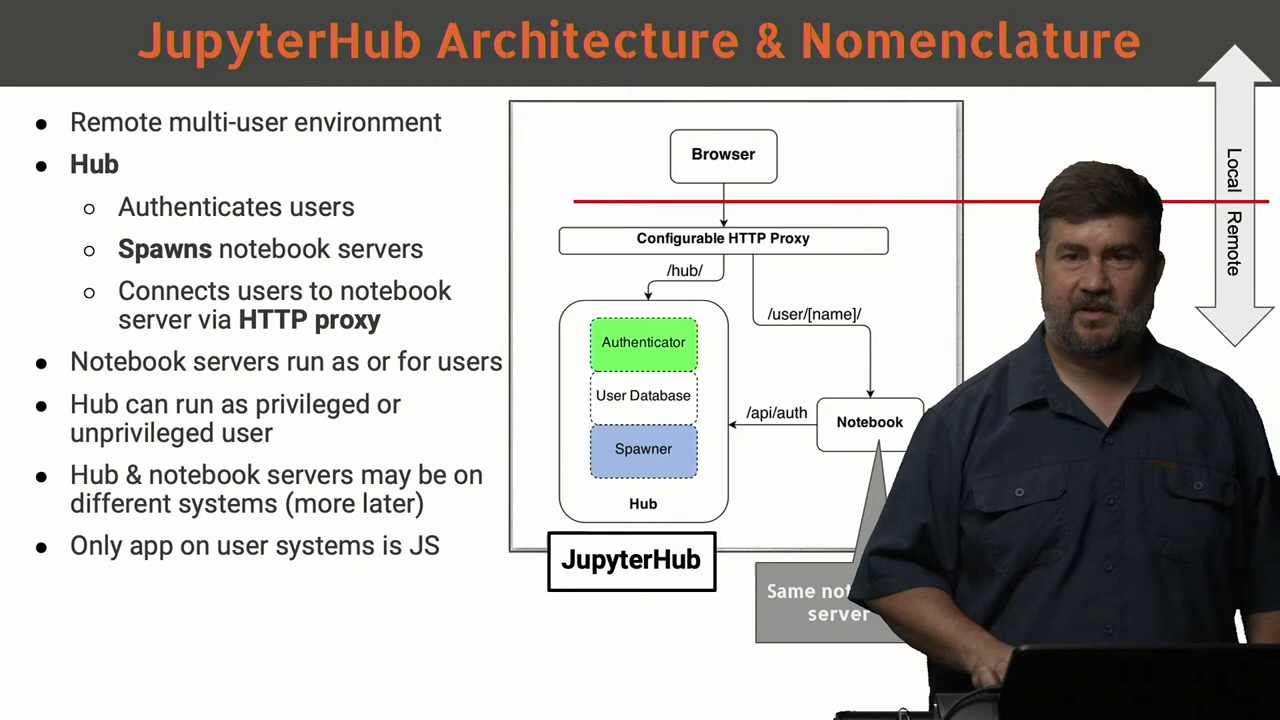 JupyterHub Architecture & Nomenclature
● Remote multi-user environment
● Hub
○ Authenticates users
○ Spawns notebook servers
○ Connects users to notebook
server via HTTP proxy
● Notebook servers run as or for users
● Hub can run as privileged or
unprivileged user
● Hub & notebook servers may be on
different systems (more later)
● Only app on user systems is JS
Browser
Configurable HTTP Proxy
/hub/
/user/[name]/
Authenticator
User Database
Spawner
Hub
/api/auth
Notebook
JupyterHub
Same
server
Local
Remote